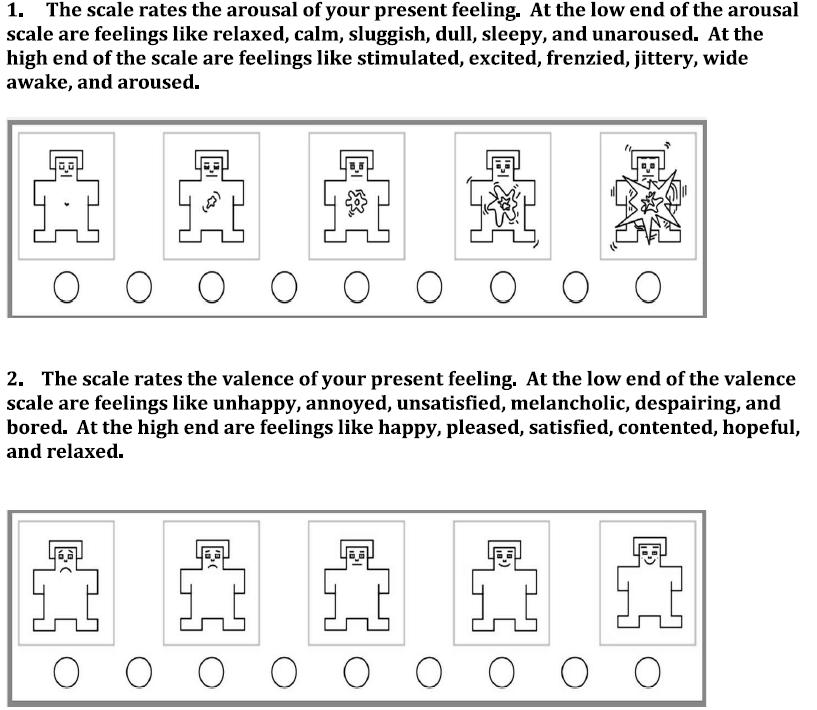 1. The scale rates the arousal of your present feeling. At the low end of the arousal
scale are feelings like relaxed, calm, sluggish, dull, sleepy, and unaroused. At the
high end of the scale are feelings like stimulated, excited, frenzied, jittery, wide
awake, and aroused.
2. The scale rates the valence of your present feeling. At the low end of the valence
scale are feelings like unhappy, annoyed, unsatisfied, melancholic, despairing, and
bored. At the high end are feelings like happy, pleased, satisfied, contented, hopeful,
and relaxed.